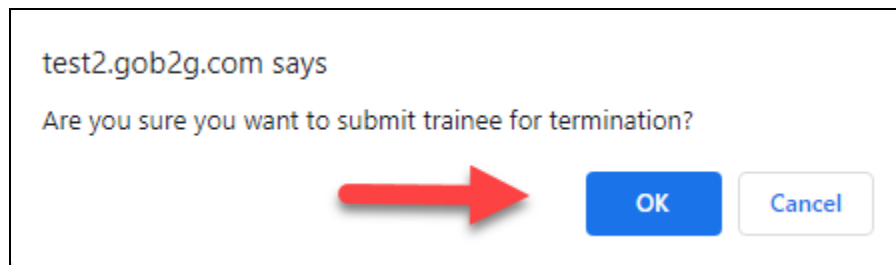 test2.gob2g.com says
Are you sure you want to submit trainee for termination?
OK
Cancel